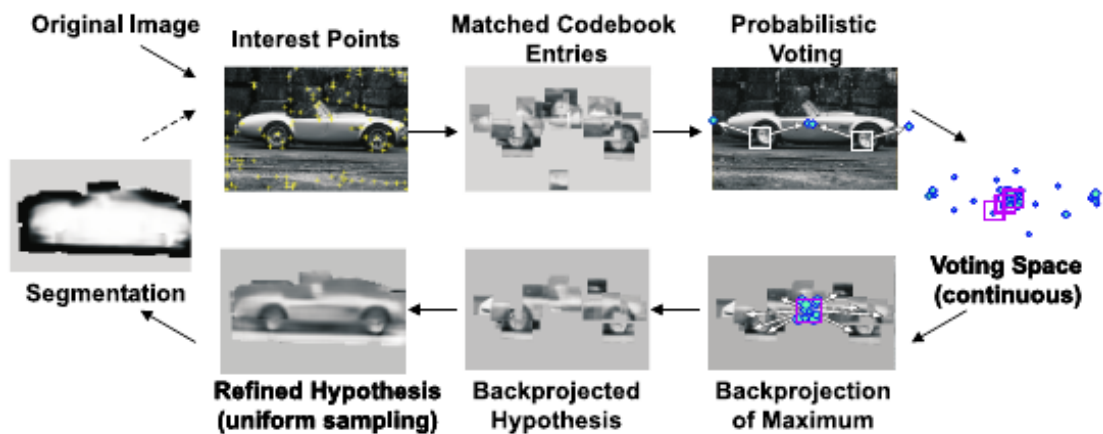 Original Image
Interest Points
Matched Codebook
Entries
Probabilistic
Voting
Segmentation
Voting Space
(continuous)
Refined Hypothesis
(uniform sampling)
Backprojected
Hypothesis
Backprojection
of Maximum